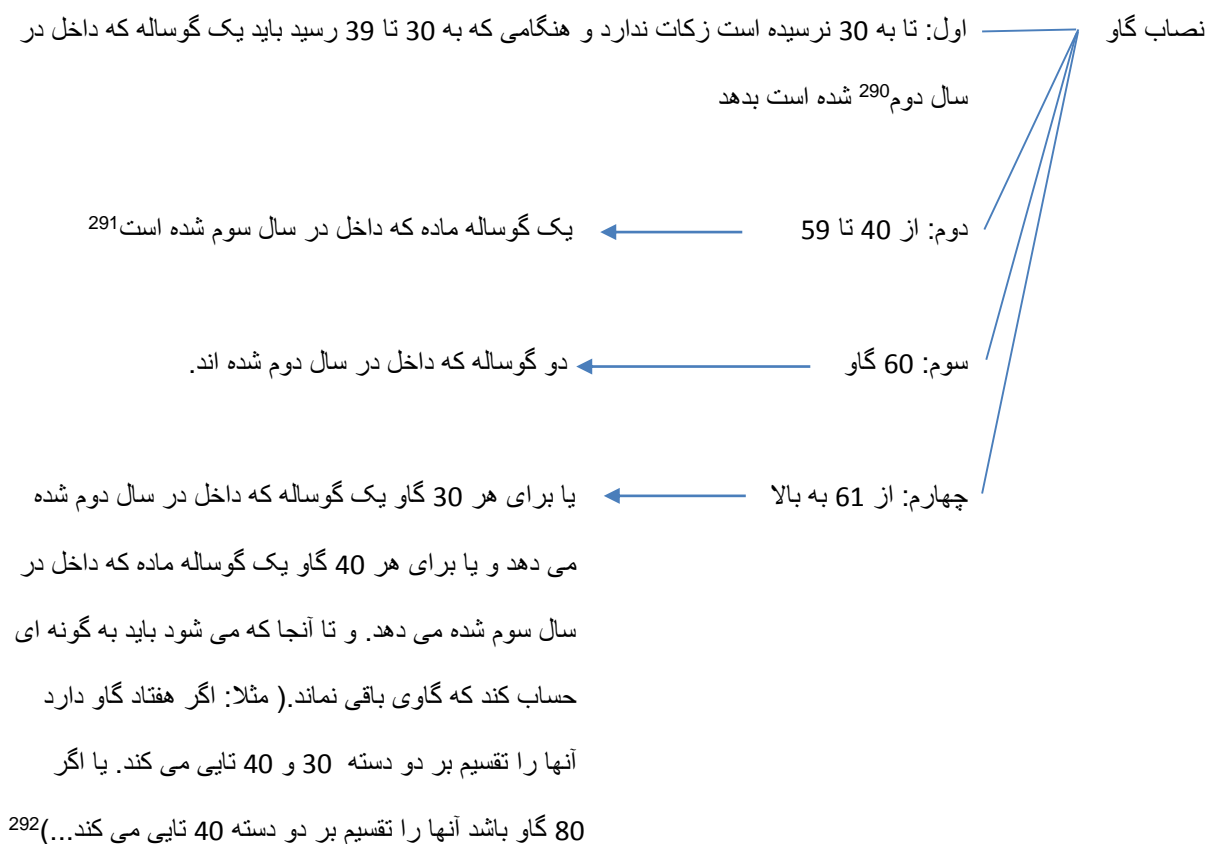 نصاب گاو اول: تا به 30 نرسیده است زکات ندارد و هنگامی که به 30 تا 39 رسید باید یک گوساله که داخل در
سال دوم290 شده است بدهد
دوم: از 40 تا 59 یک گوساله ماده که داخل در سال سوم شده است291
سوم: 60 گاو دو گوساله که داخل در سال دوم شده اند.
چهارم: از 61 به بالا یا برای هر 30 گاو یک گوساله که داخل در سال دوم شده
می دهد و یا برای هر 40 گاو یک گوساله ماده که داخل در
سال سوم شده می دهد. و تا آنجا که می شود باید به گونه ای
حساب کند که گاوی باقی نماند.( مثلا: اگر هفتاد گاو دارد
آنها را تقسیم بر دو دسته 30 و 40 تایی می کند. یا اگر
80 گاو باشد آنها را تقسیم بر دو دسته 40 تایی می کند...)292